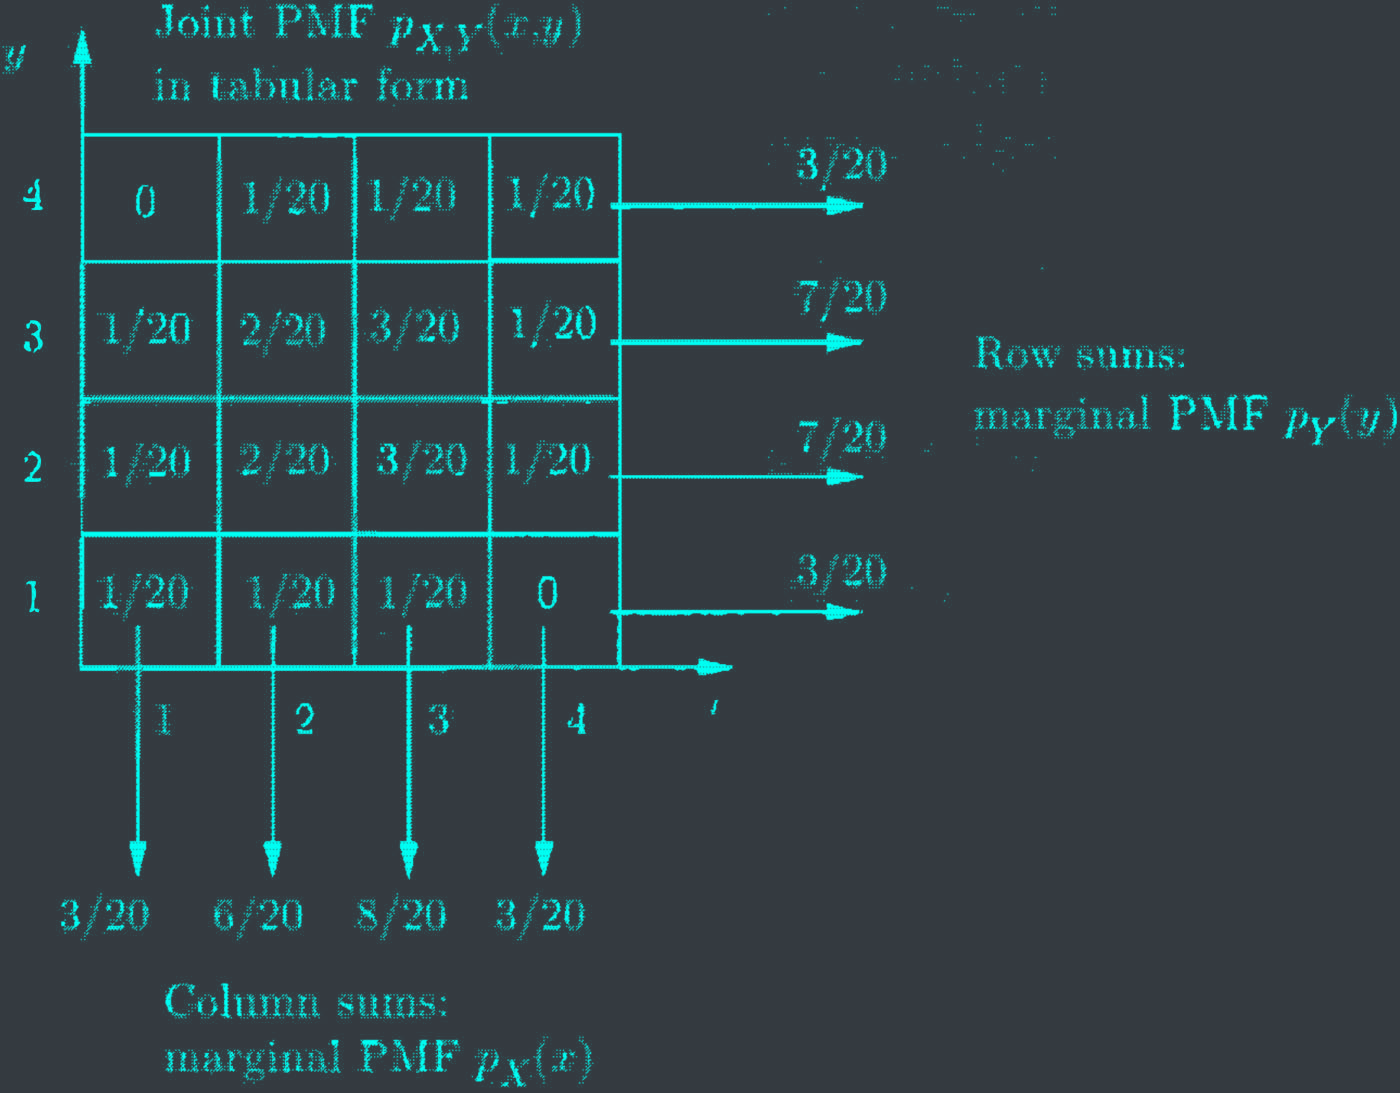 Joint PMF p_{X,Y}(x,y)
in tabular form
y
4 0 1/20 1/20 1/20 3/20
3 1/20 2/20 3/20 1/20 7/20
2 1/20 2/20 3/20 1/20 7/20
1 1/20 1/20 1/20 0 3/20
1 2 3 4
3/20 6/20 8/20 3/20
Row sums:
marginal PMF p_Y(y)
Column sums:
marginal PMF p_X(x)